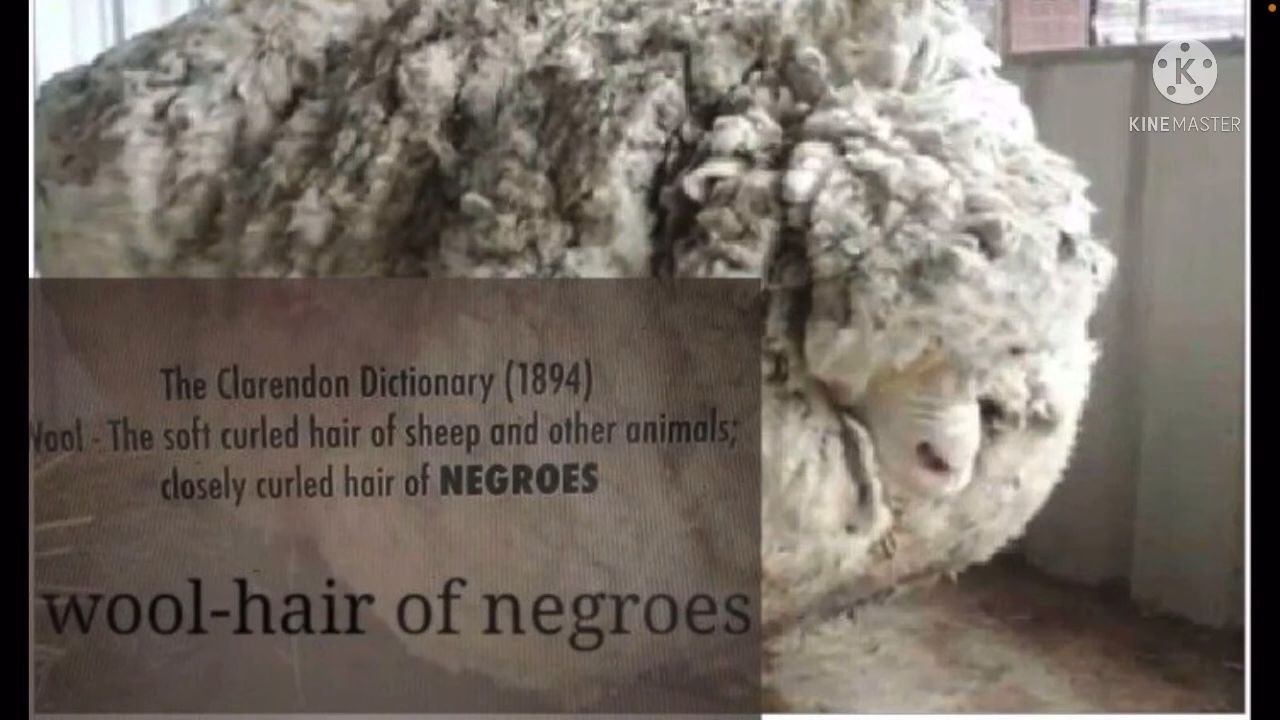 KINEMASTER
The Clarendon Dictionary (1894)
Wool - The soft curled hair of sheep and other animals;
closely curled hair of NEGROES
wool-hair of negroes